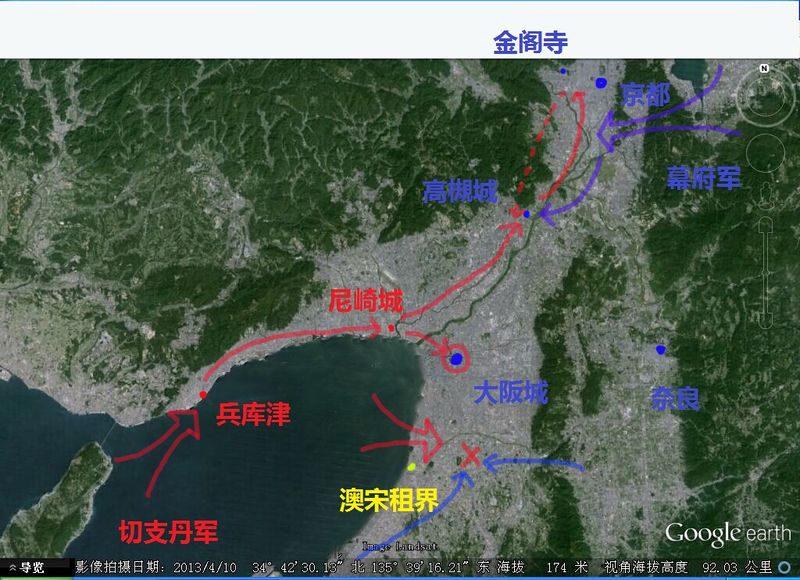 金阁寺
N
京都
高槻城
幕府军
尼崎城
兵库津
大阪城
奈良
澳宋租界
切支丹军
Image Landsat
Google earth
导览
影像拍摄日期: 2013/4/10 34° 42'30.13" 北 135° 39'16.21" 东 海拔 174 米 视角海拔高度 92.03 公里